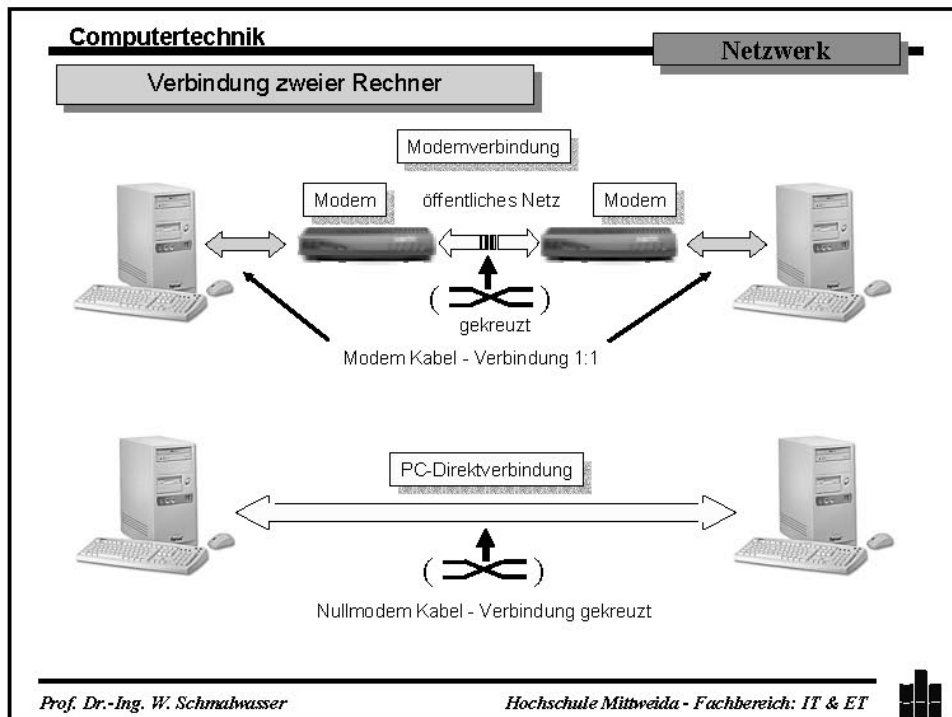 Computertechnik
Netzwerk
Verbindung zweier Rechner
Modemverbindung
Modem
öffentliches Netz
Modem
( )
gekreuzt
Modem Kabel - Verbindung 1:1
PC-Direktverbindung
( )
Nullmodem Kabel - Verbindung gekreuzt
Prof. Dr.-Ing. W. Schmalwasser
Hochschule Mittweida - Fachbereich: IT & ET